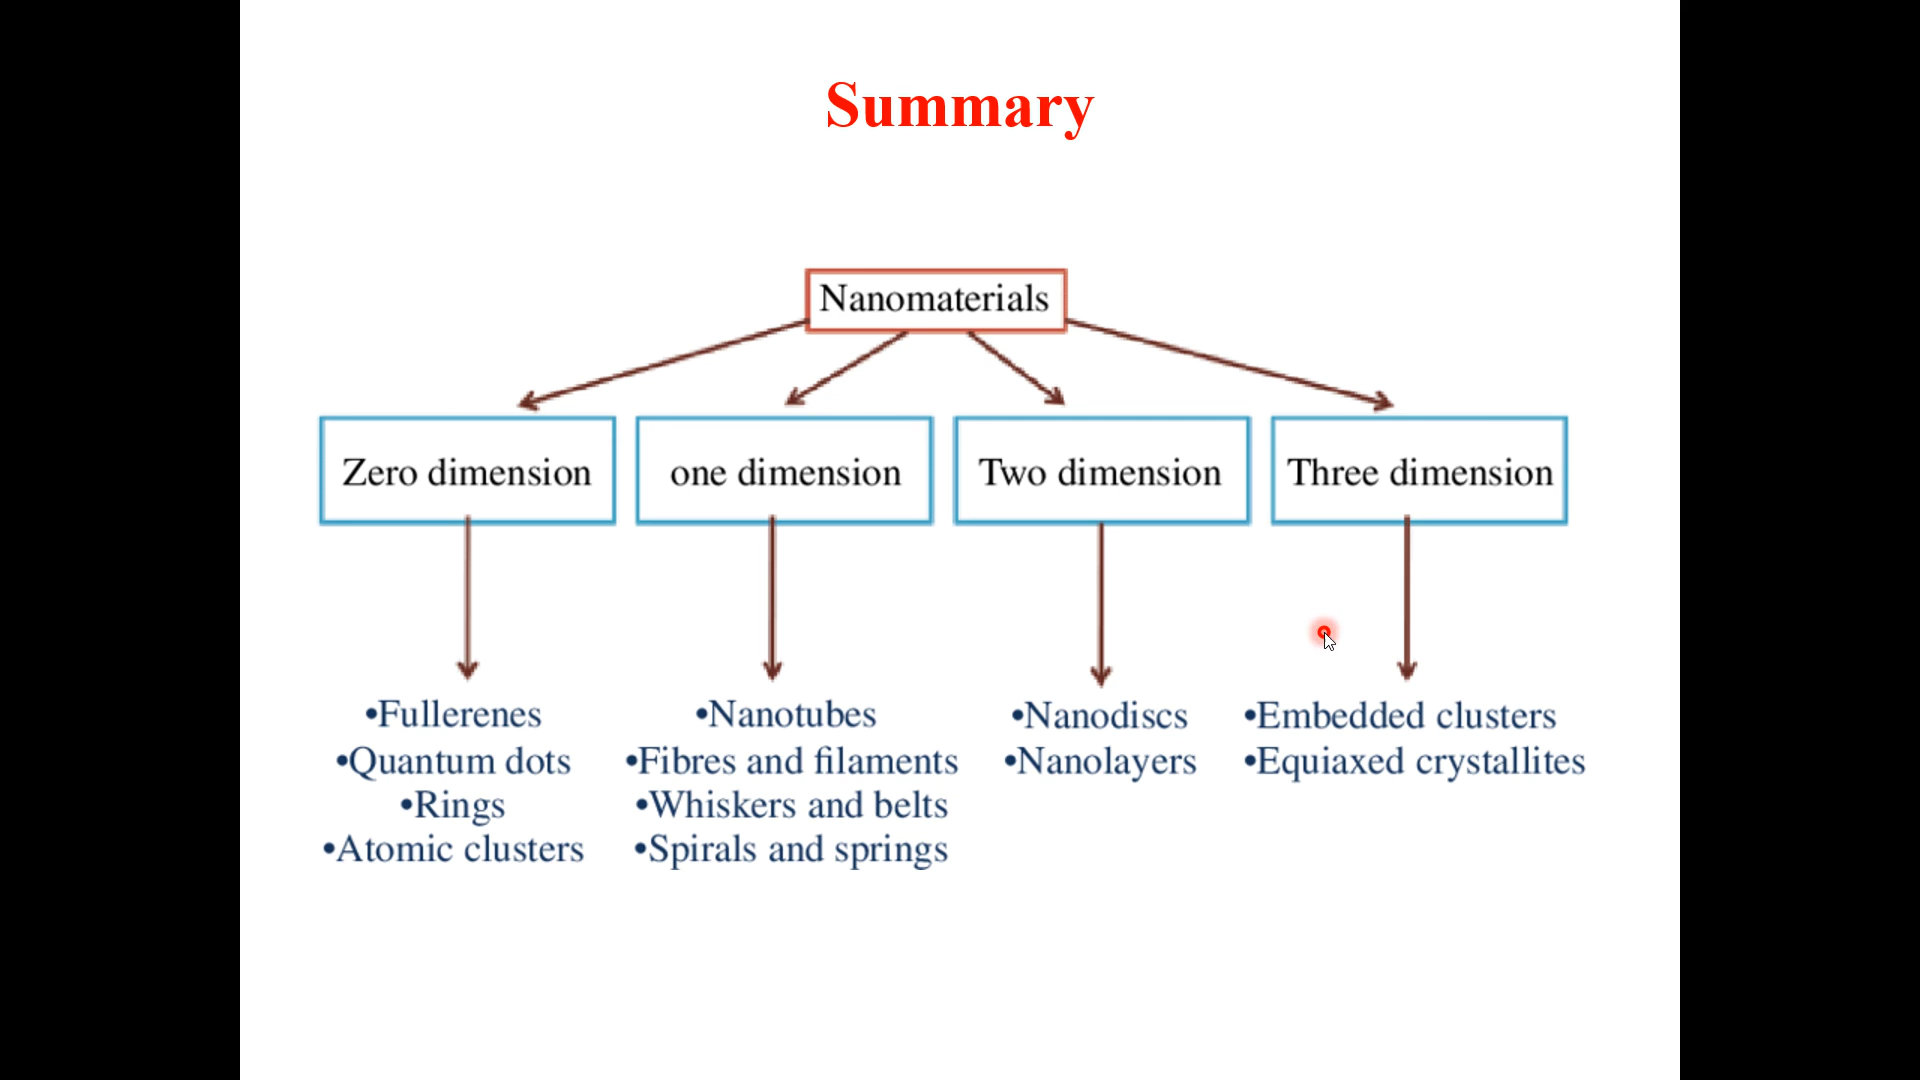 Summary
Nanomaterials
Zero dimension
one dimension
Two dimension
Three dimension
•Fullerenes
•Quantum dots
•Rings
•Atomic clusters
•Nanotubes
•Fibres and filaments
•Whiskers and belts
•Spirals and springs
•Nanodiscs
•Nanolayers
•Embedded clusters
•Equiaxed crystallites